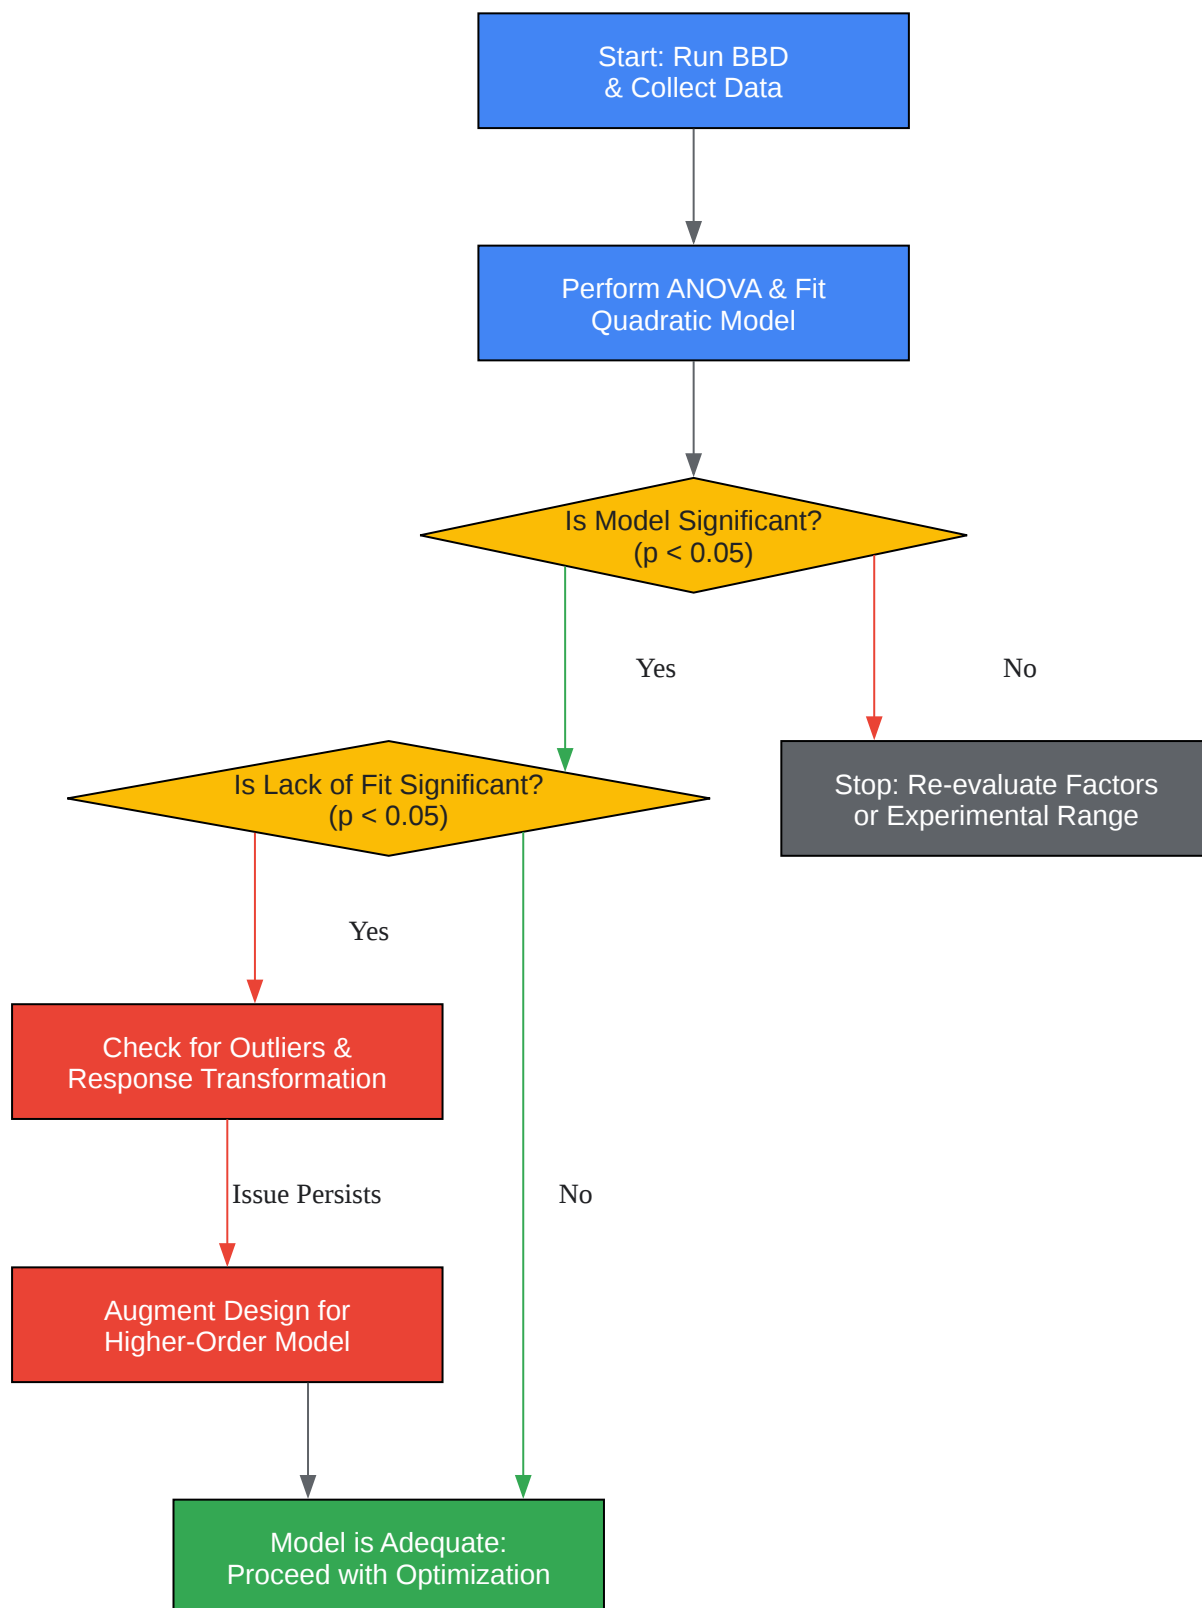 Start: Run BBD
& Collect Data
Perform ANOVA & Fit
Quadratic Model
Is Model Significant?
(p < 0.05)
Yes
No
Is Lack of Fit Significant?
(p < 0.05)
Stop: Re-evaluate Factors
or Experimental Range
Yes
Check for Outliers &
Response Transformation
Issue Persists
No
Augment Design for
Higher-Order Model
Model is Adequate:
Proceed with Optimization